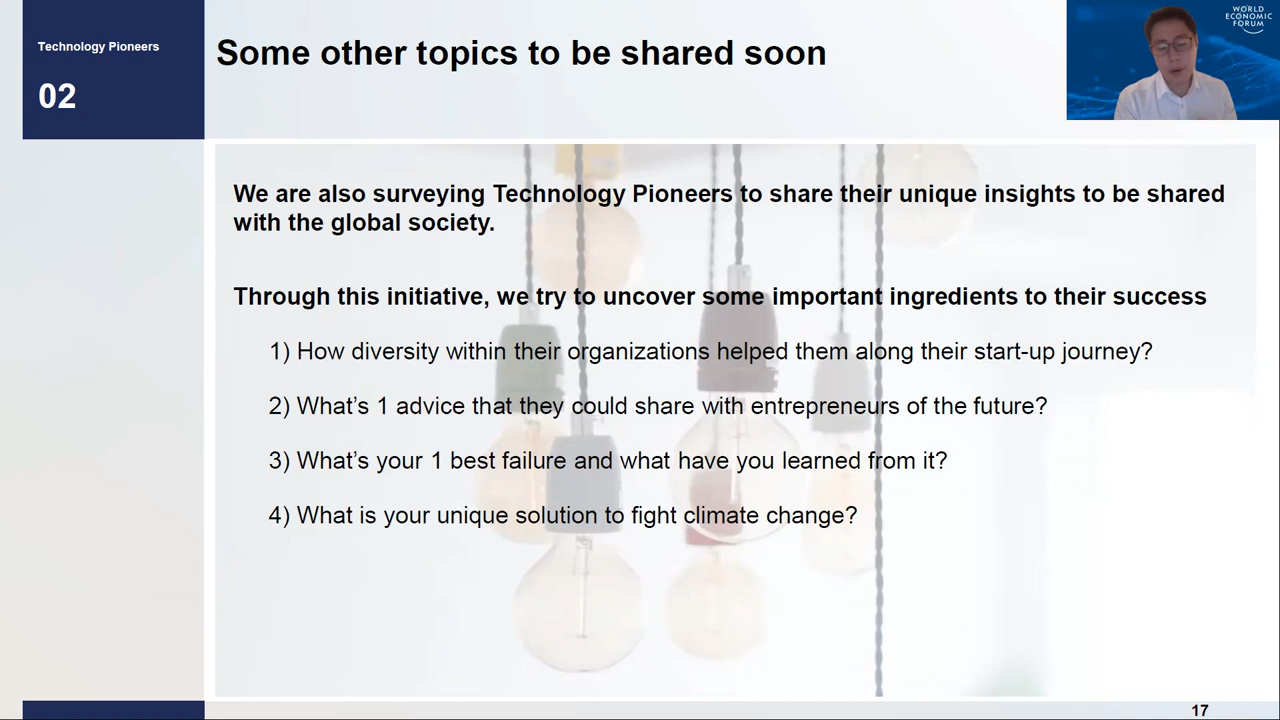 Technology Pioneers
02
Some other topics to be shared soon
WORLD
ECONOMIC
FORUM
We are also surveying Technology Pioneers to share their unique insights to be shared
with the global society.
Through this initiative, we try to uncover some important ingredients to their success
1) How diversity within their organizations helped them along their start-up journey?
2) What’s 1 advice that they could share with entrepreneurs of the future?
3) What’s your 1 best failure and what have you learned from it?
4) What is your unique solution to fight climate change?
17